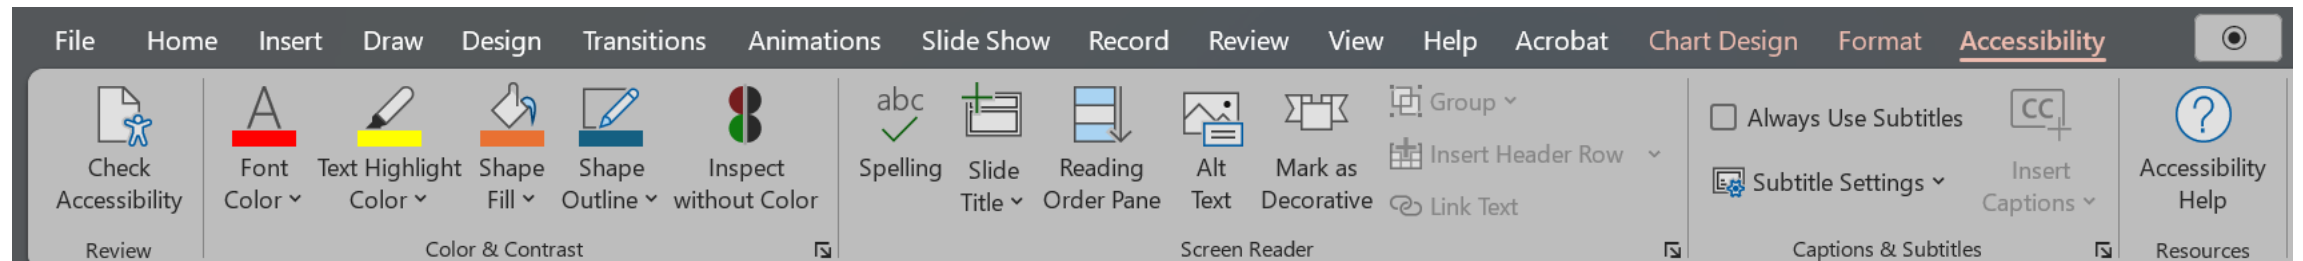 File Home Insert Draw Design Transitions Animations Slide Show Record Review View Help Acrobat Chart Design Format Accessibility
Check
Accessibility
Review
A
Font
Color
Text Highlight
Color
Shape
Fill
Shape
Outline
Inspect
without Color
Color & Contrast
abc
Spelling
Slide
Title
Reading
Order Pane
Alt
Text
Mark as
Decorative
Group
Insert Header Row
Link Text
Screen Reader
Always Use Subtitles
Subtitle Settings
CC
Insert
Captions
Captions & Subtitles
?
Accessibility
Help
Resources